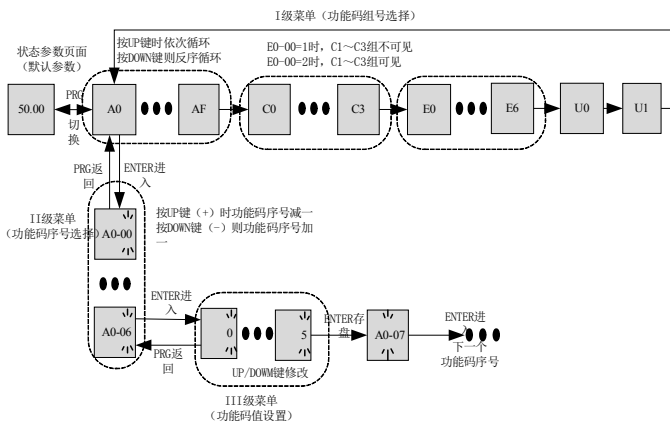 I级菜单（功能码组号选择）
状态参数页面
（默认参数）
按UP键时依次循环
按DOWN键则反序循环
E0-00=1时，C1～C3组不可见
E0-00=2时，C1～C3组可见
50.00
PRG
切
换
A0
AF
C0
C3
E0
E6
U0
U1
PRG返
回
ENTER进
入
II级菜单
（功能码序号选择）
A0-00
按UP键（+）时功能码序号减一
按DOWN键（-）则功能码序号加
一
A0-06
ENTER进
入
PRG返
回
0
5
UP/DOWM键修改
ENTER存
盘
A0-07
ENTER进
入
下一个
功能码序号
III级菜单
（功能码值设置）